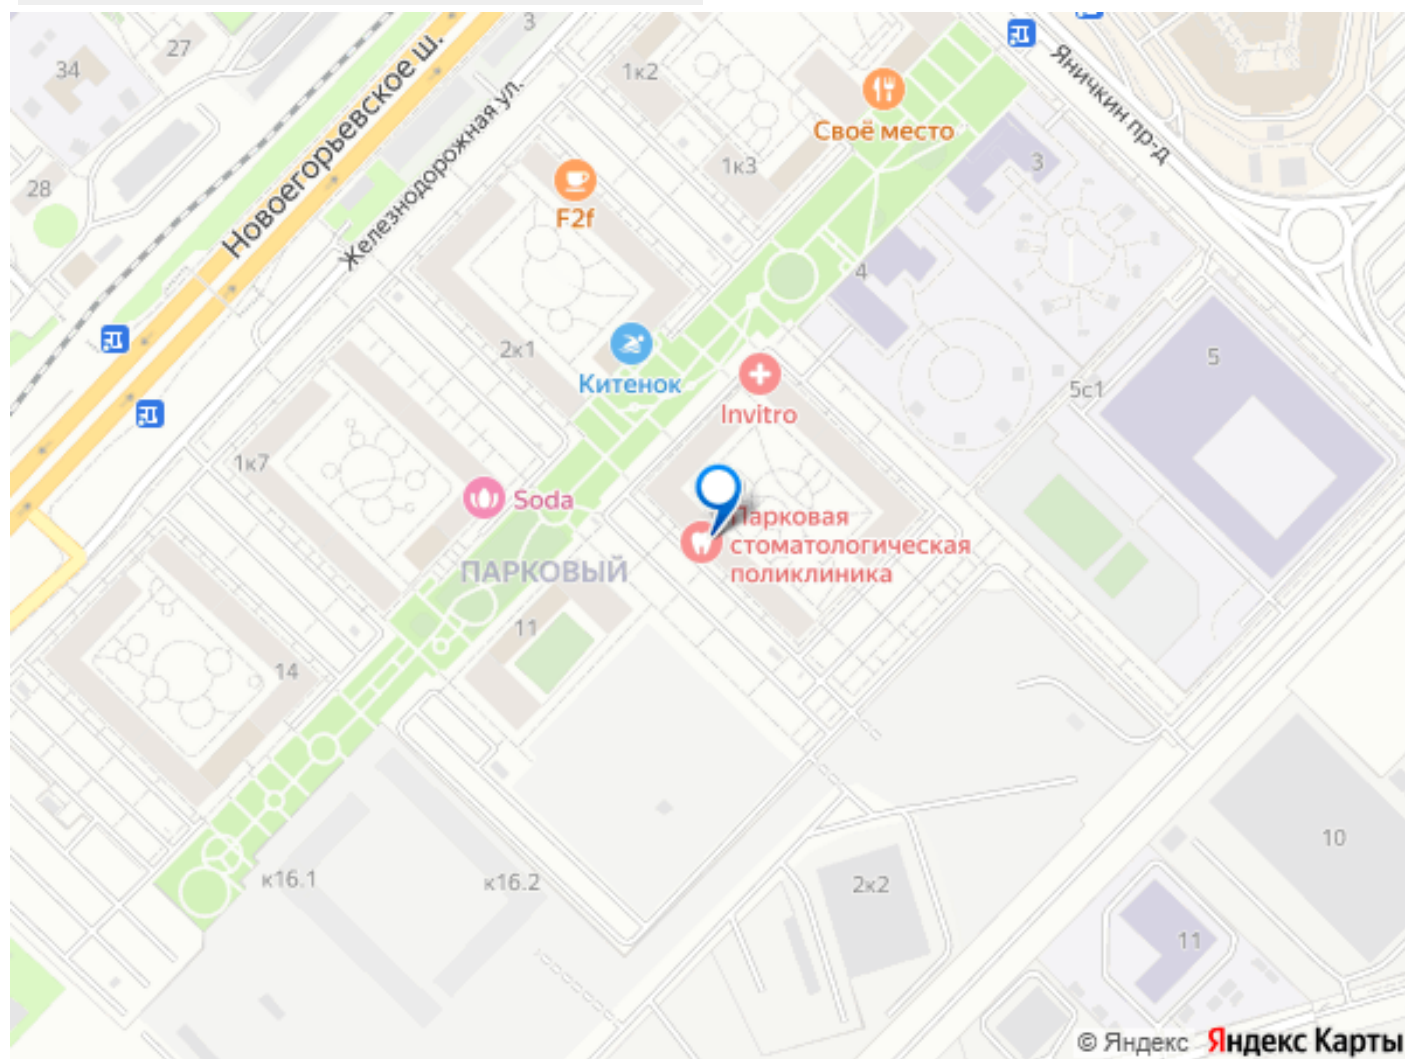 3
27
34
1к2
Новоегорьевское ш.
Железнодорожная ул.
Яничкин пр-д
Своё место
1к3
3
28
F2f
4
2к1
5
Китенок
5с1
Invitro
1к7
Soda
Парковая
стоматологическая
поликлиника
ПАРКОВЫЙ
11
14
10
к16.1
к16.2
2к2
11
© Яндекс Яндекс Карты